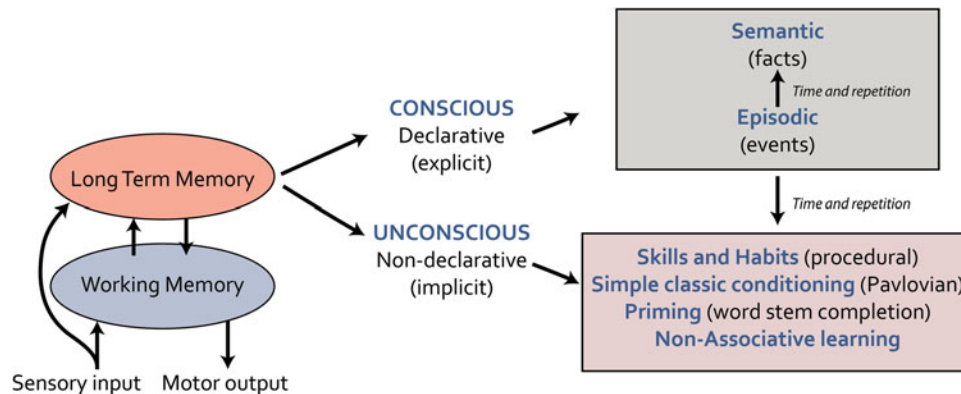 Long Term Memory
Working Memory
Sensory input
Motor output
CONSCIOUS
Declarative
(explicit)
UNCONSCIOUS
Non-declarative
(implicit)
Semantic
(facts)
Time and repetition
Episodic
(events)
Time and repetition
Skills and Habits (procedural)
Simple classic conditioning (Pavlovian)
Priming (word stem completion)
Non-Associative learning